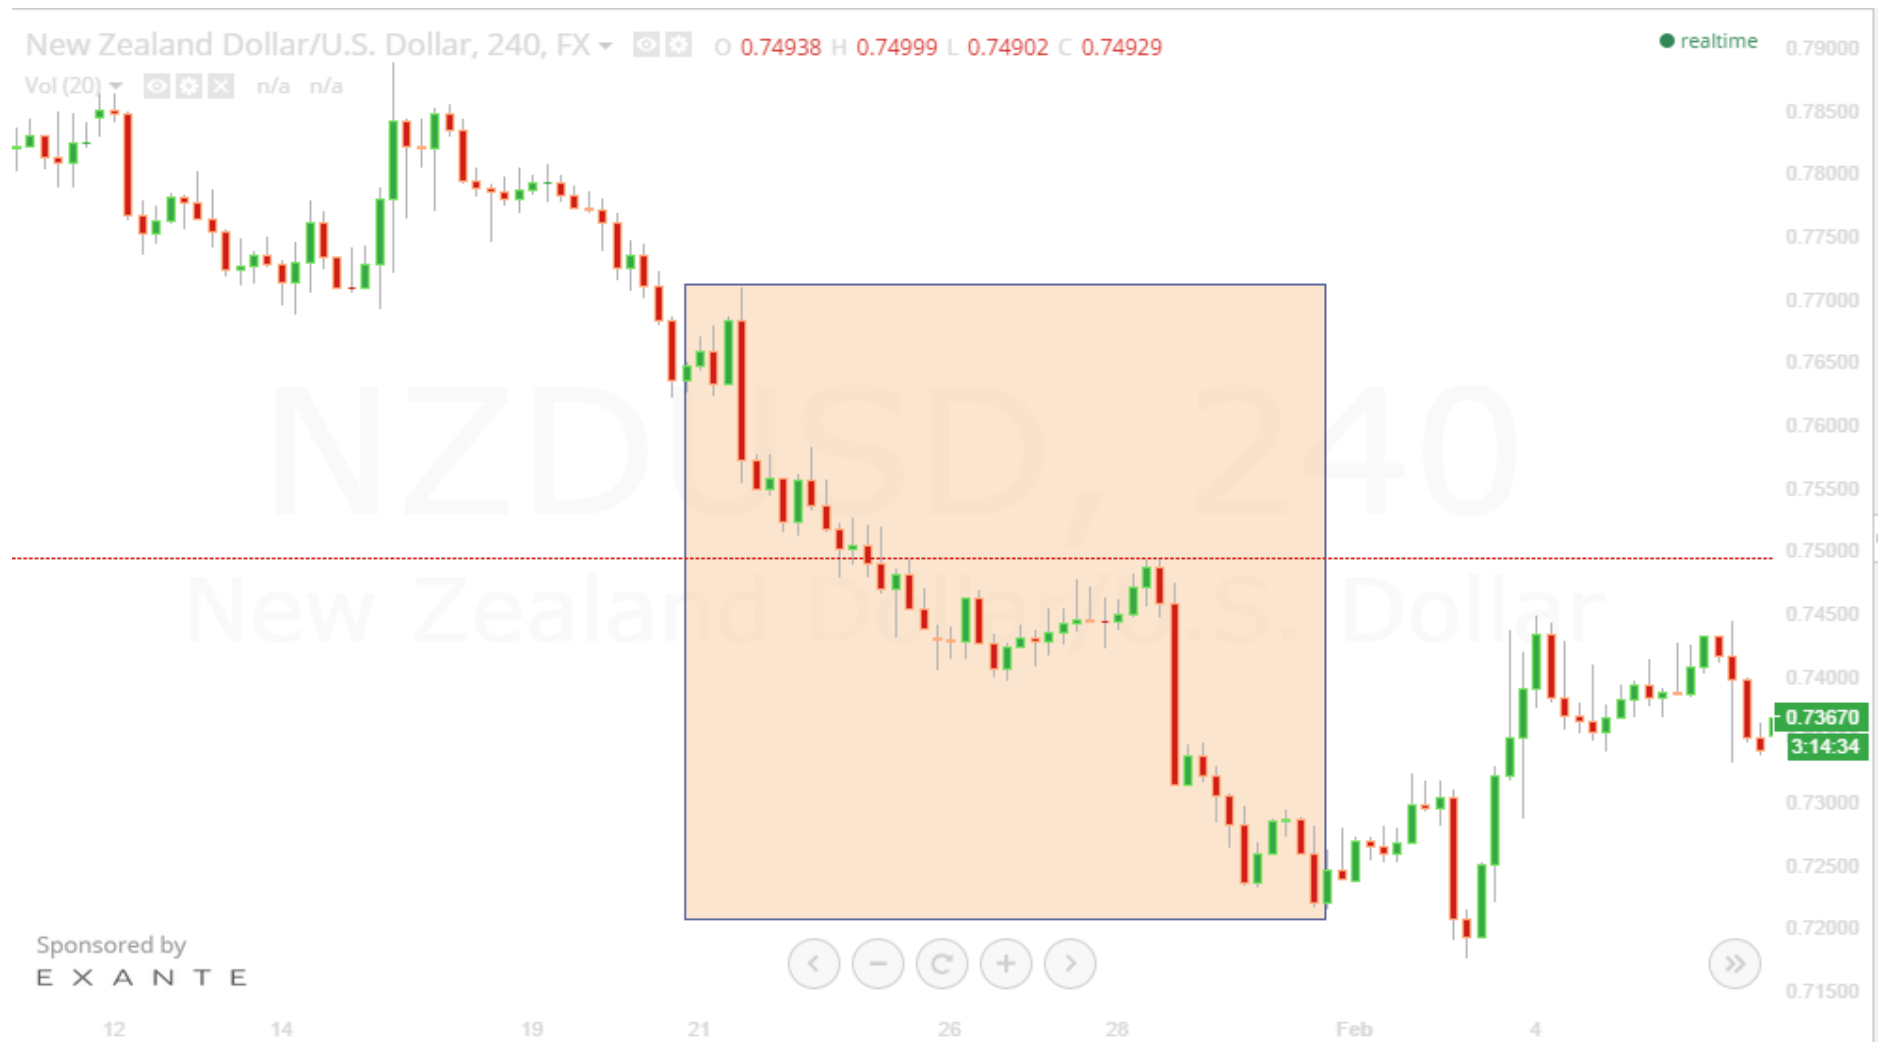 New Zealand Dollar/U.S. Dollar, 240, FX
O 0.74938 H 0.74999 L 0.74902 C 0.74929
realtime
Vol (20)
n/a n/a
NZDUSD, 240
New Zealand Dollar/U.S. Dollar
0.79000
0.78500
0.78000
0.77500
0.77000
0.76500
0.76000
0.75500
0.75000
0.74500
0.74000
0.73670
3:14:34
0.73000
0.72500
0.72000
0.71500
Sponsored by
EXANTE
12 14 19 21 26 28 Feb 4